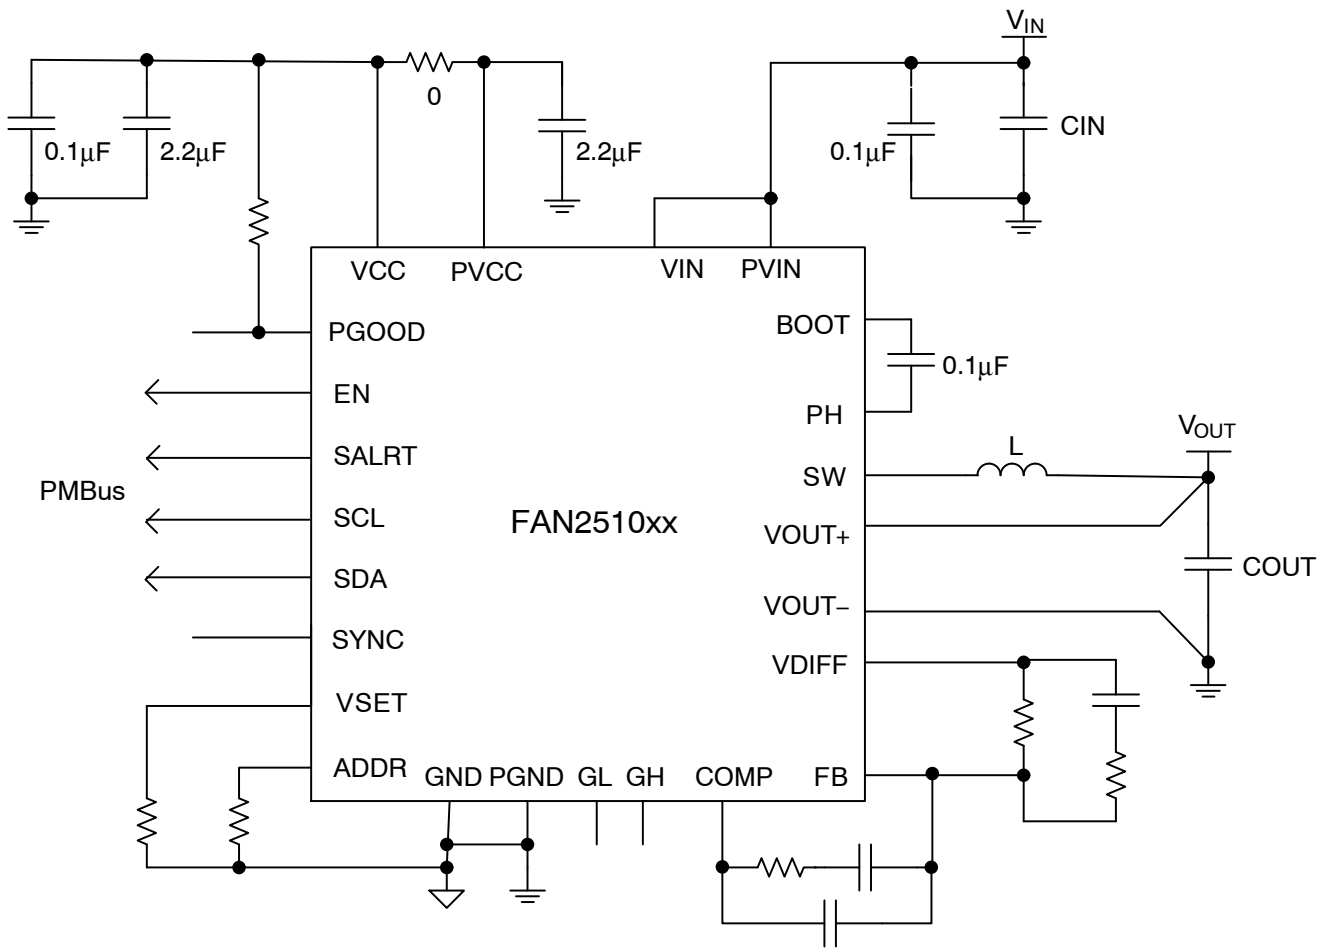 VIN
0
CIN
0.1µF
2.2µF
2.2µF
0.1µF
VCC
PVCC
VIN
PVIN
PGOOD
BOOT
0.1µF
EN
PH
VOUT
SALRT
L
SW
PMBus
SCL
FAN2510xx
VOUT+
COUT
SDA
VOUT−
SYNC
VDIFF
VSET
ADDR
GND
PGND
GL
GH
COMP
FB